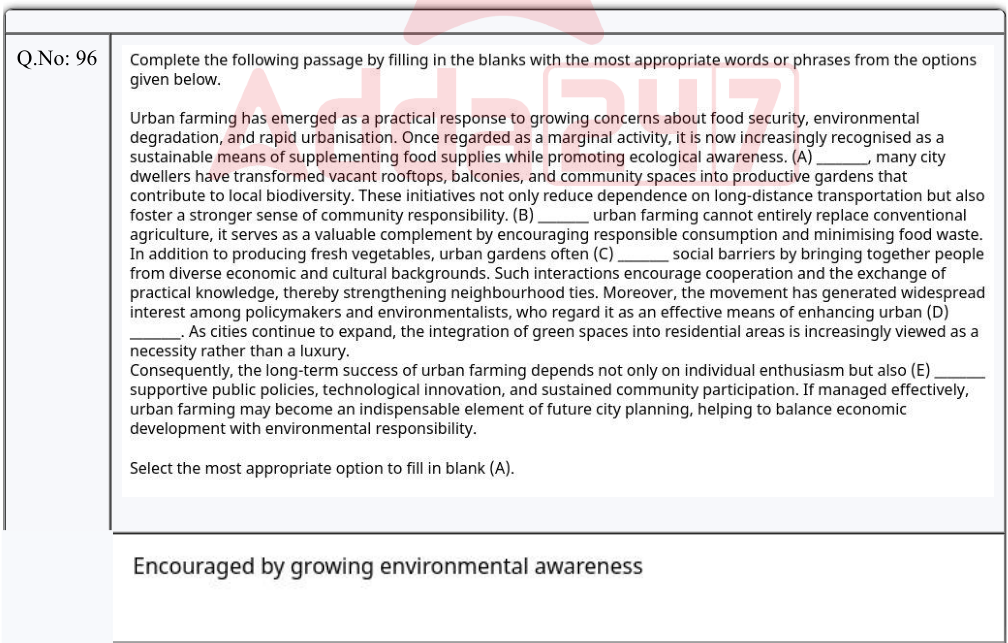 Q.No: 96
Complete the following passage by filling in the blanks with the most appropriate words or phrases from the options
given below.
Urban farming has emerged as a practical response to growing concerns about food security, environmental
degradation, and rapid urbanisation. Once regarded as a marginal activity, it is now increasingly recognised as a
sustainable means of supplementing food supplies while promoting ecological awareness. (A) _______, many city
dwellers have transformed vacant rooftops, balconies, and community spaces into productive gardens that
contribute to local biodiversity. These initiatives not only reduce dependence on long-distance transportation but also
foster a stronger sense of community responsibility. (B) _______ urban farming cannot entirely replace conventional
agriculture, it serves as a valuable complement by encouraging responsible consumption and minimising food waste.
In addition to producing fresh vegetables, urban gardens often (C) _______ social barriers by bringing together people
from diverse economic and cultural backgrounds. Such interactions encourage cooperation and the exchange of
practical knowledge, thereby strengthening neighbourhood ties. Moreover, the movement has generated widespread
interest among policymakers and environmentalists, who regard it as an effective means of enhancing urban (D)
_______. As cities continue to expand, the integration of green spaces into residential areas is increasingly viewed as a
necessity rather than a luxury.
Consequently, the long-term success of urban farming depends not only on individual enthusiasm but also (E) _______
supportive public policies, technological innovation, and sustained community participation. If managed effectively,
urban farming may become an indispensable element of future city planning, helping to balance economic
development with environmental responsibility.
Select the most appropriate option to fill in blank (A).
Encouraged by growing environmental awareness
Adda247